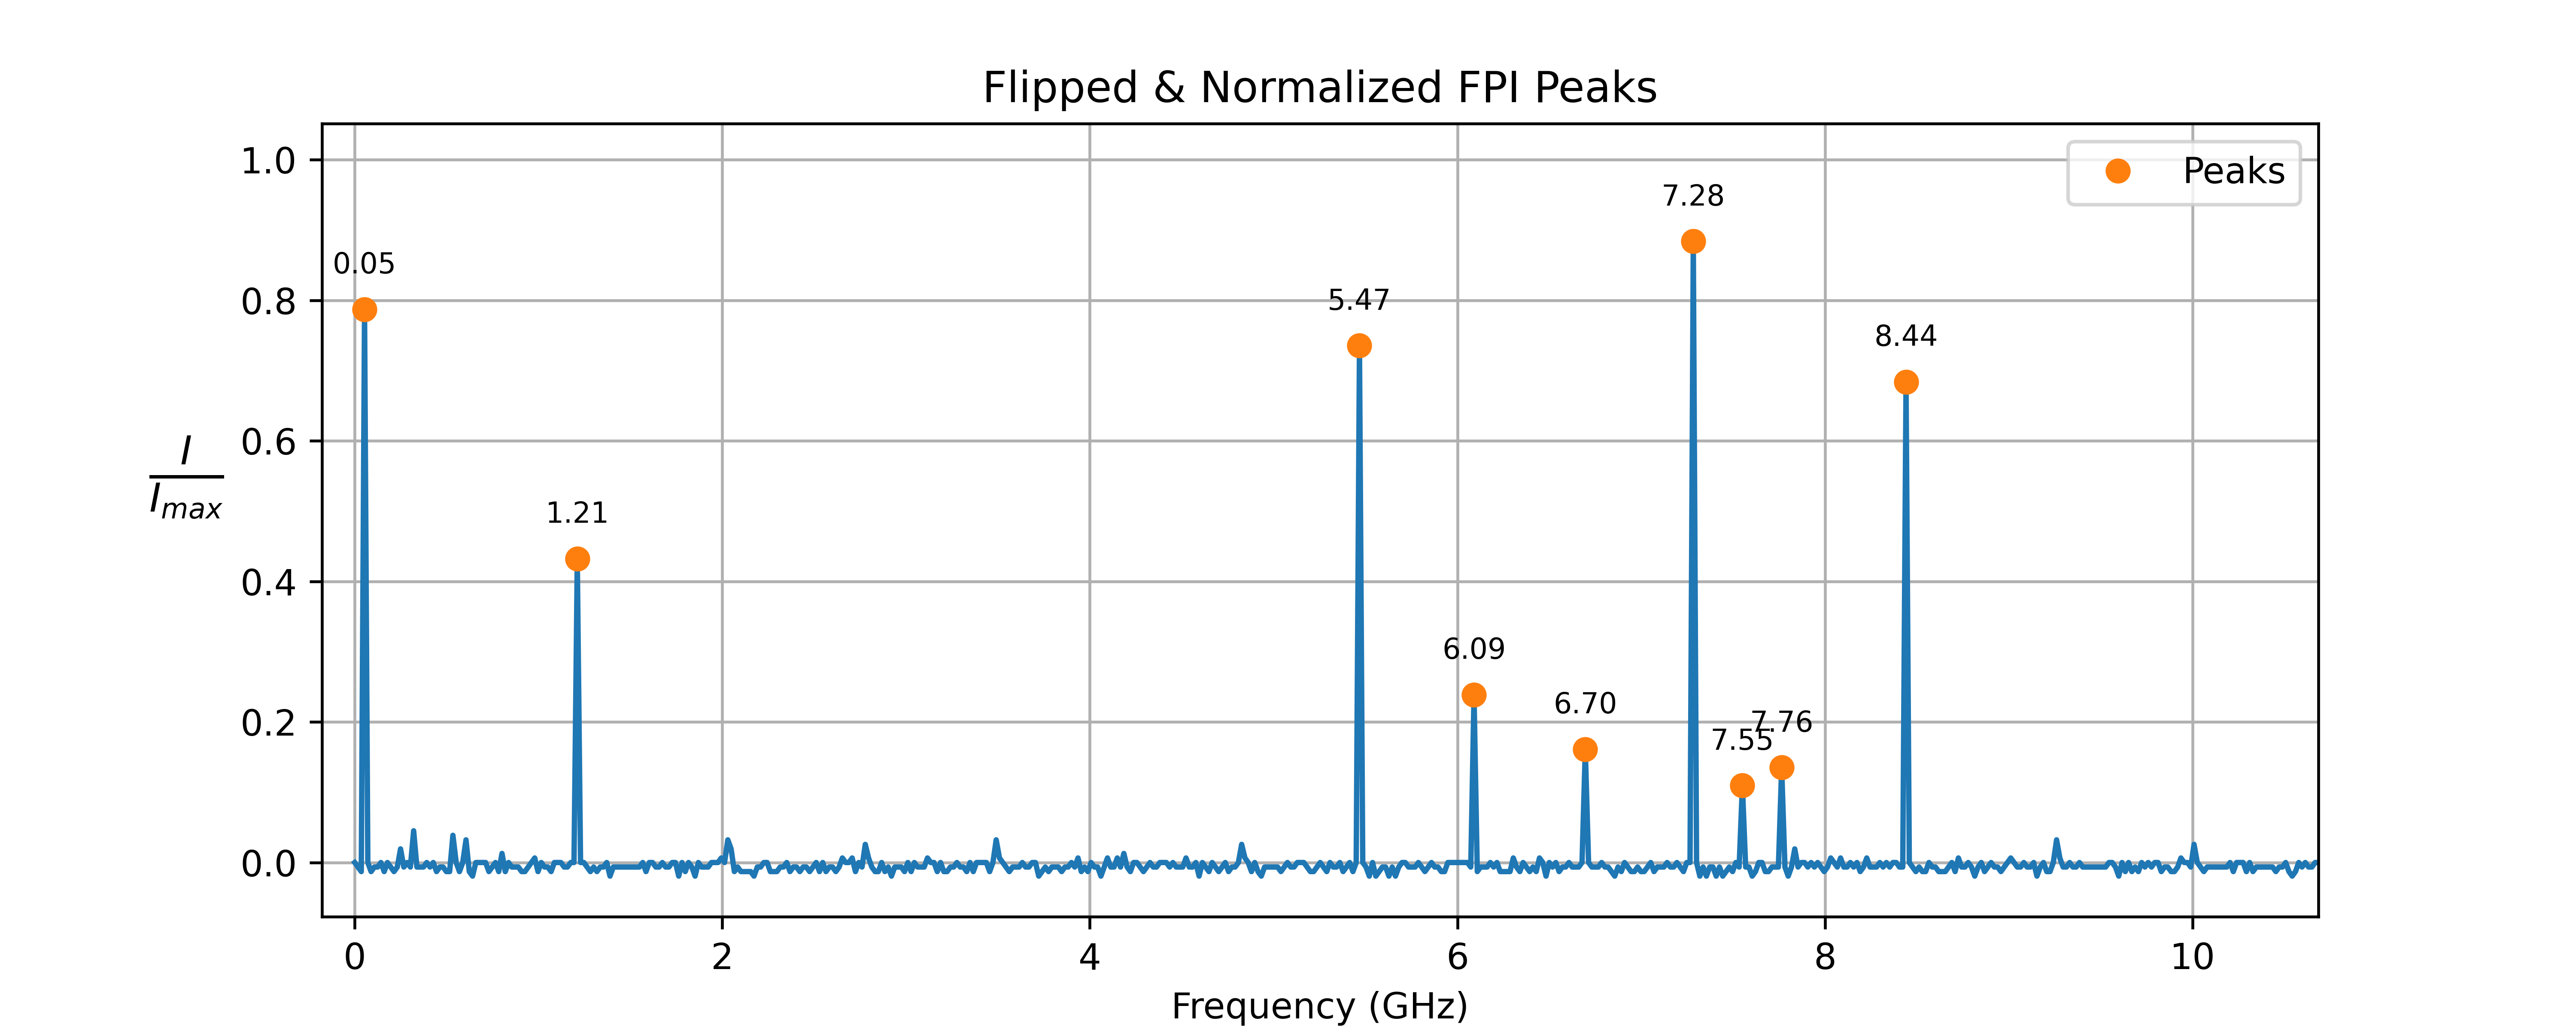 Flipped & Normalized FPI Peaks
Peaks
1.0
0.8
0.6
0.4
0.2
0.0
I
I_max
0.05
1.21
5.47
6.09
6.70
7.28
7.55
7.76
8.44
0 2 4 6 8 10
Frequency (GHz)